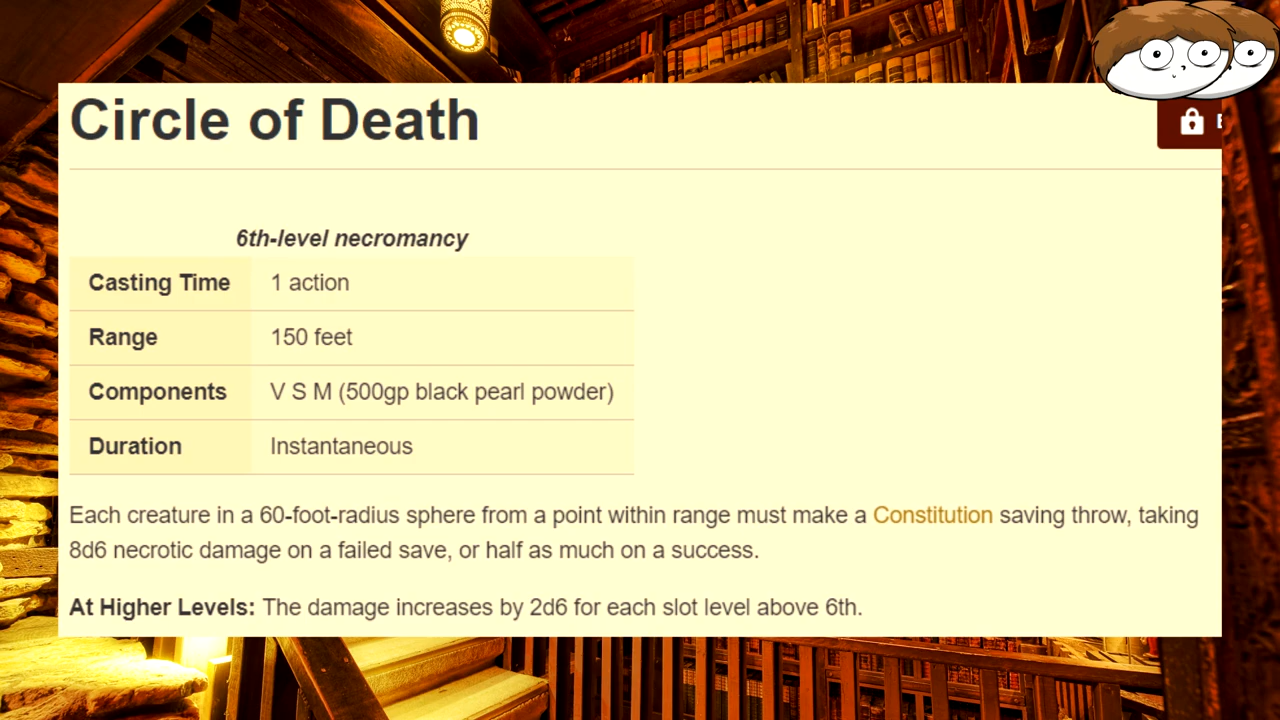 Circle of Death
6th-level necromancy
Casting Time 1 action
Range 150 feet
Components V S M (500gp black pearl powder)
Duration Instantaneous
Each creature in a 60-foot-radius sphere from a point within range must make a Constitution saving throw, taking
8d6 necrotic damage on a failed save, or half as much on a success.
At Higher Levels: The damage increases by 2d6 for each slot level above 6th.